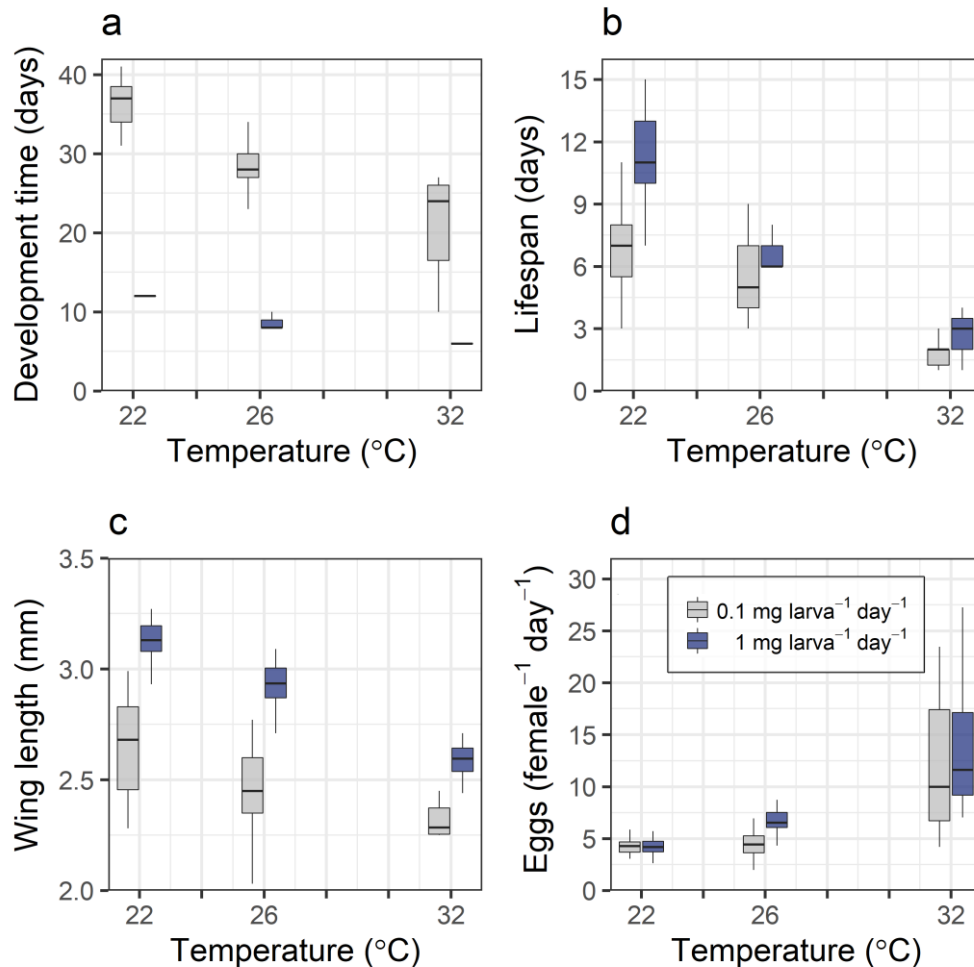 a
Development time (days)
40
30
20
10
0
22
26
32
Temperature (°C)
b
Lifespan (days)
15
12
9
6
3
0
22
26
32
Temperature (°C)
c
Wing length (mm)
3.5
3.0
2.5
2.0
22
26
32
Temperature (°C)
d
Eggs (female⁻¹ day⁻¹)
30
25
20
15
10
5
0
0.1 mg larva⁻¹ day⁻¹
1 mg larva⁻¹ day⁻¹
22
26
32
Temperature (°C)